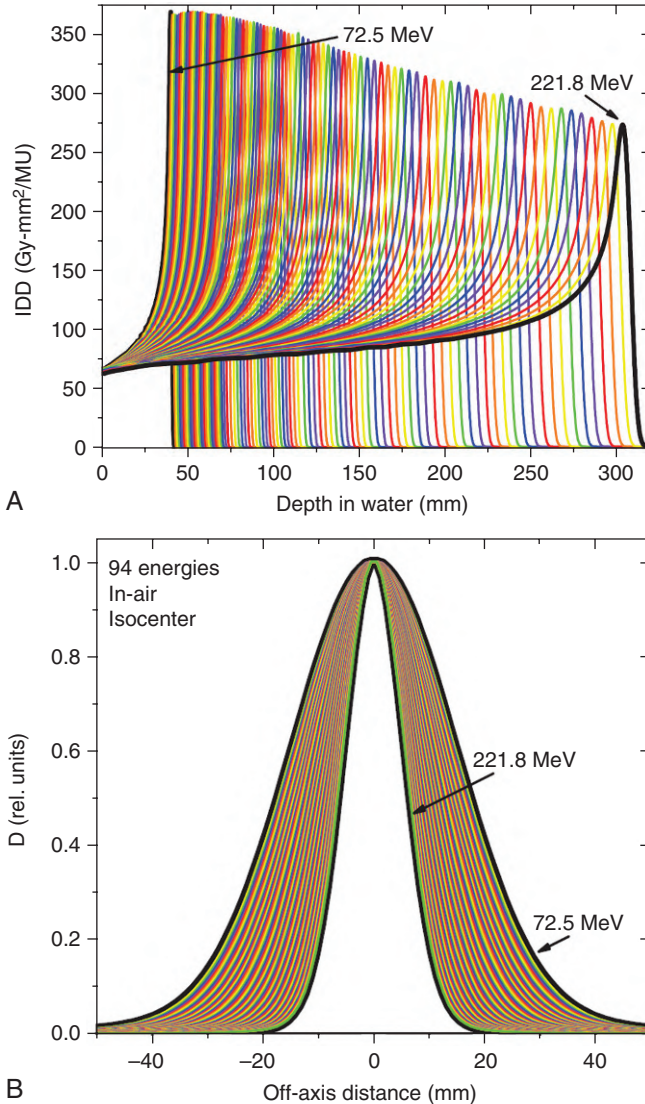 350
300
250
200
150
100
50
0
IDD (Gy-mm²/MU)
72.5 MeV
221.8 MeV
0 50 100 150 200 250 300
Depth in water (mm)
A
1.0
0.8
0.6
0.4
0.2
0.0
D (rel. units)
94 energies
In-air
Isocenter
221.8 MeV
72.5 MeV
–40 –20 0 20 40
Off-axis distance (mm)
B